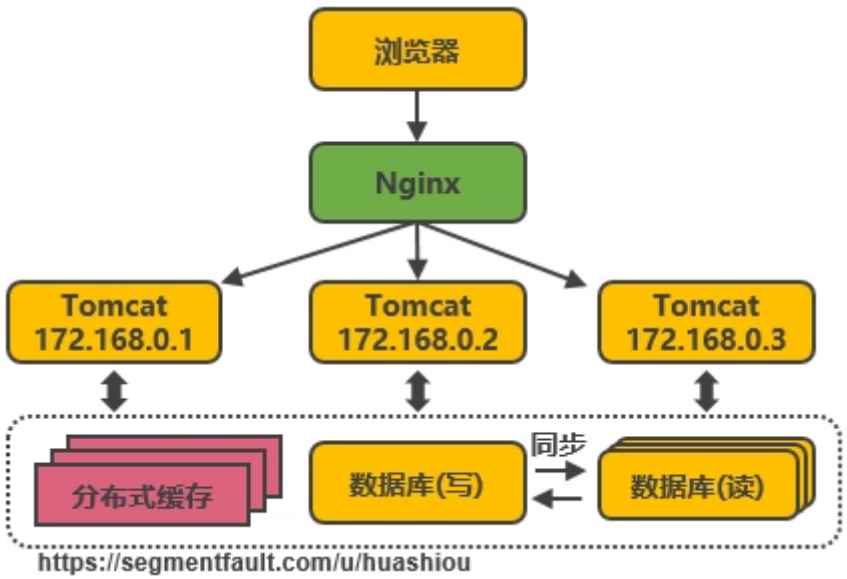 浏览器
Nginx
Tomcat
172.168.0.1
Tomcat
172.168.0.2
Tomcat
172.168.0.3
分布式缓存
数据库(写)
同步
数据库(读)
https://segmentfault.com/u/huashiou